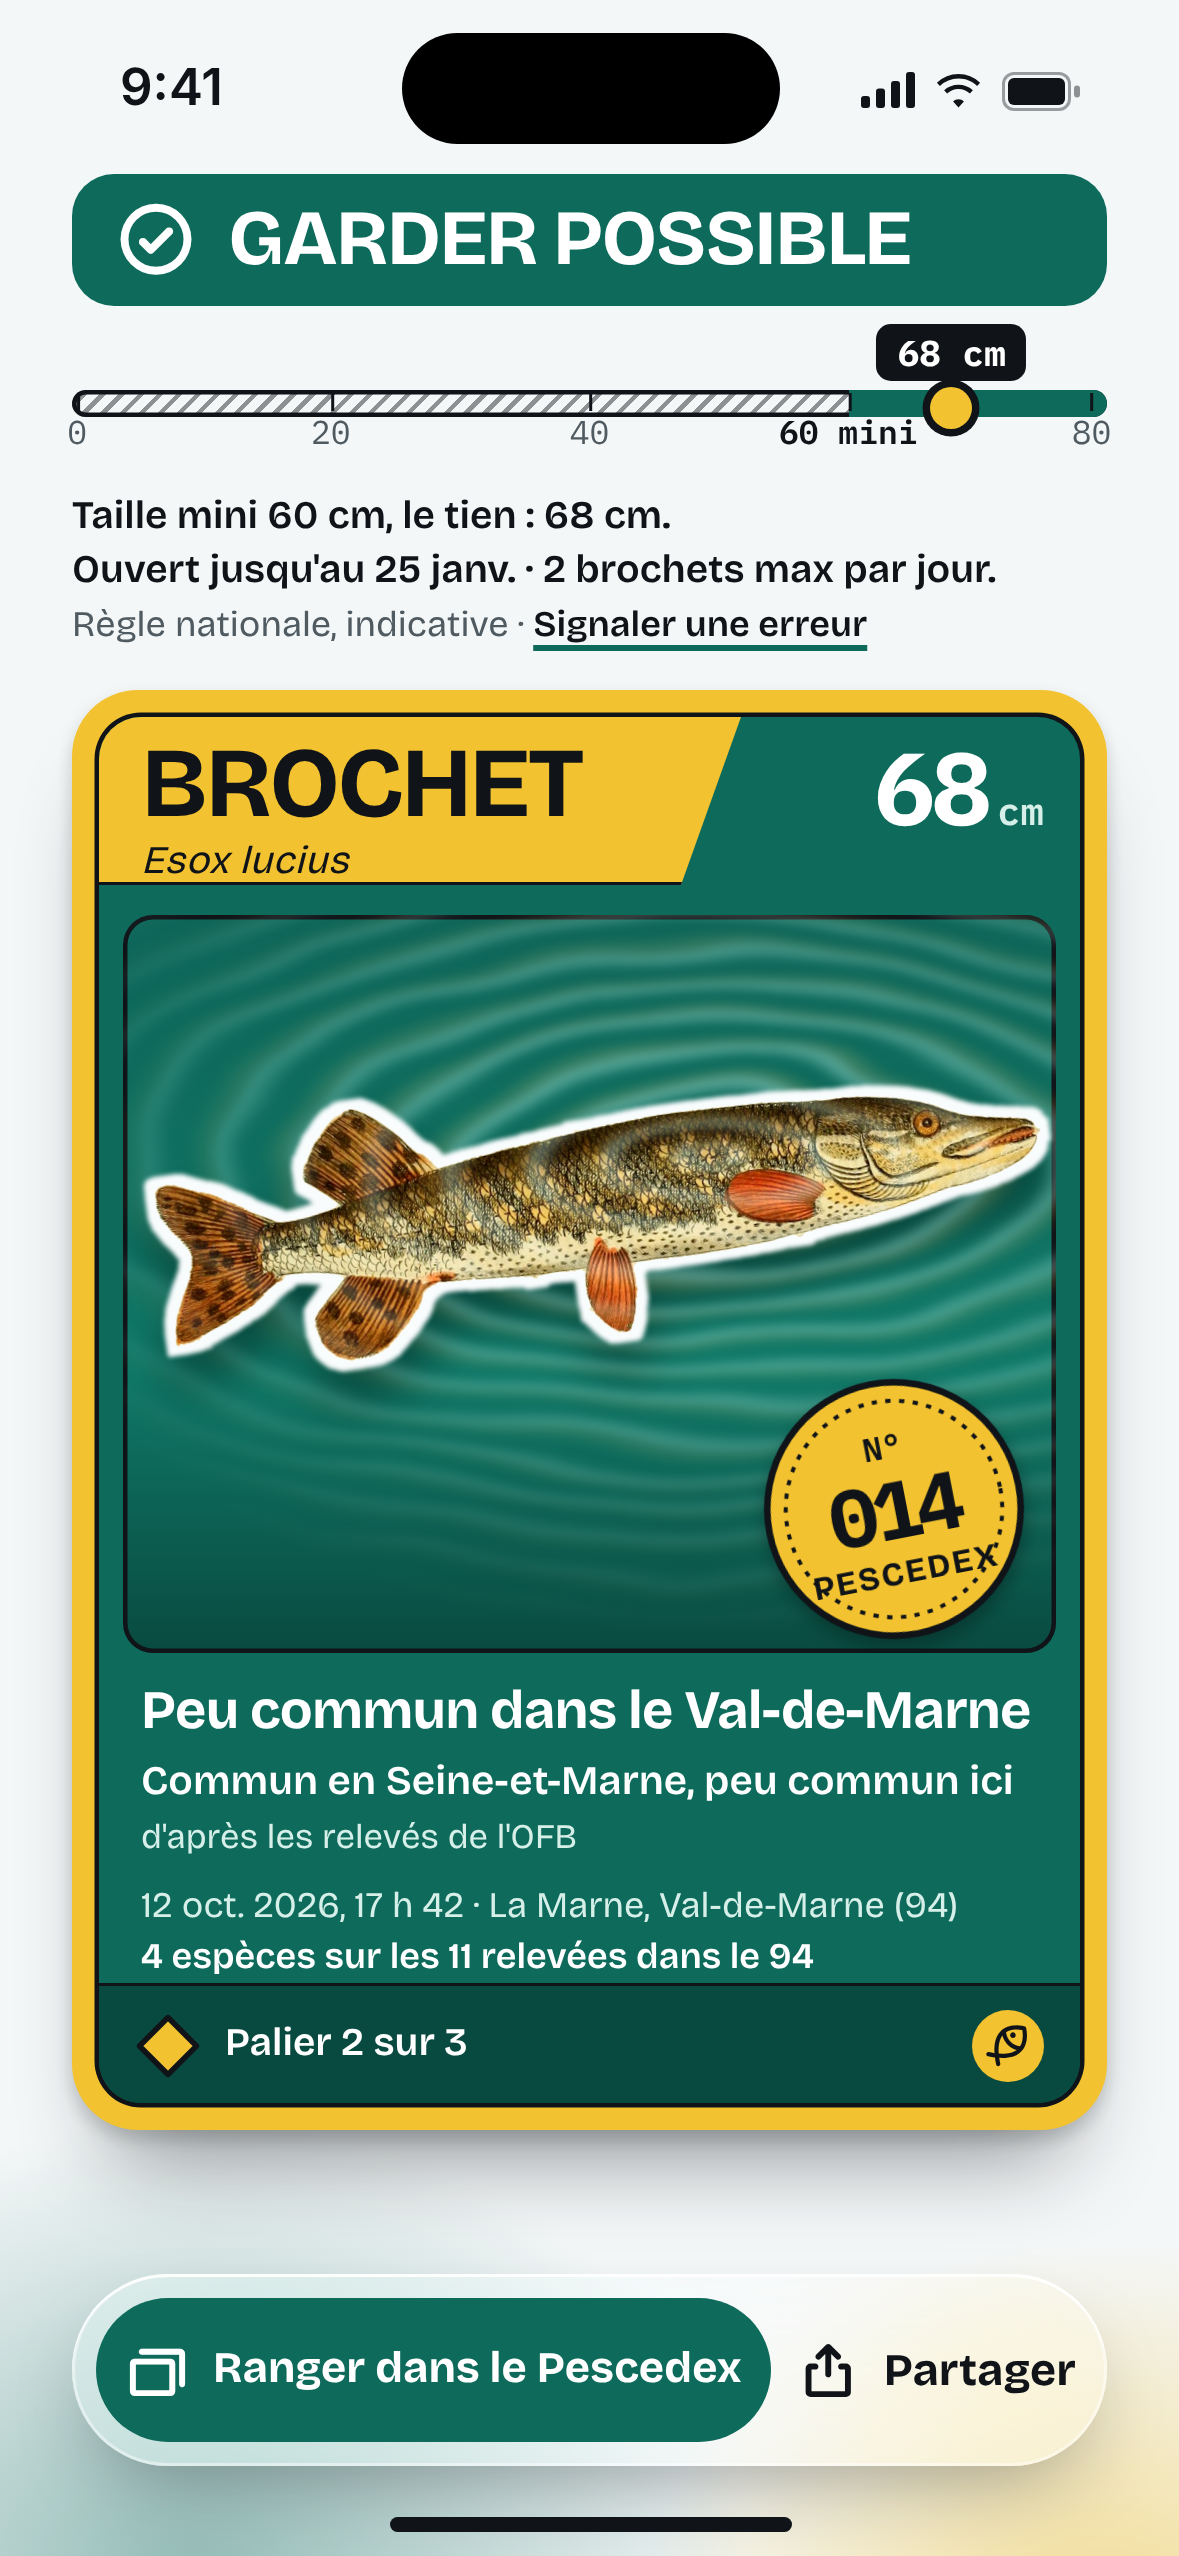 9:41
GARDER POSSIBLE
68 cm
0 20 40 60 mini 80
Taille mini 60 cm, le tien : 68 cm.
Ouvert jusqu'au 25 janv. · 2 brochets max par jour.
Règle nationale, indicative · Signaler une erreur
BROCHET
68 cm
Esox lucius
N°
014
PESCEDEX
Peu commun dans le Val-de-Marne
Commun en Seine-et-Marne, peu commun ici
d'après les relevés de l'OFB
12 oct. 2026, 17 h 42 · La Marne, Val-de-Marne (94)
4 espèces sur les 11 relevées dans le 94
Palier 2 sur 3
Ranger dans le Pescedex
Partager